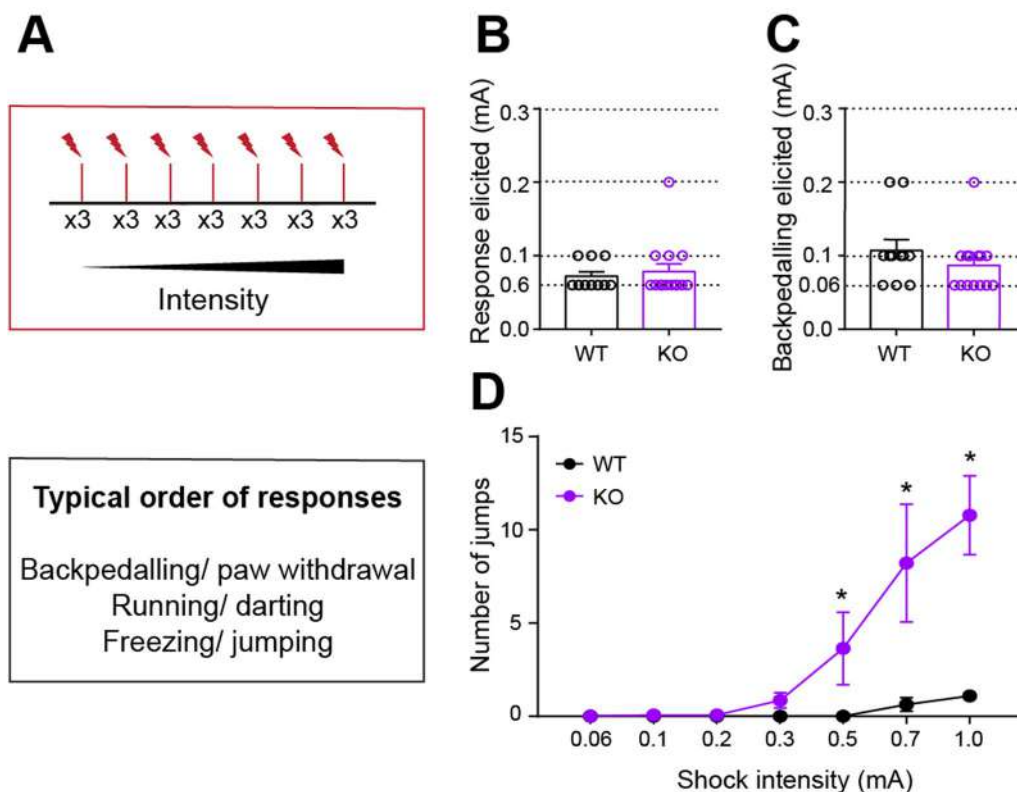 A
x3 x3 x3 x3 x3 x3 x3
Intensity
Typical order of responses
Backpedalling/ paw withdrawal
Running/ darting
Freezing/ jumping
B
Response elicited (mA)
0.3
0.2
0.1
0.6
0.0
WT KO
C
Backpedalling elicited (mA)
0.3
0.2
0.1
0.06
0.0
WT KO
D
Number of jumps
15
10
5
0
WT
KO
* * *
0.06 0.1 0.2 0.3 0.5 0.7 1.0
Shock intensity (mA)